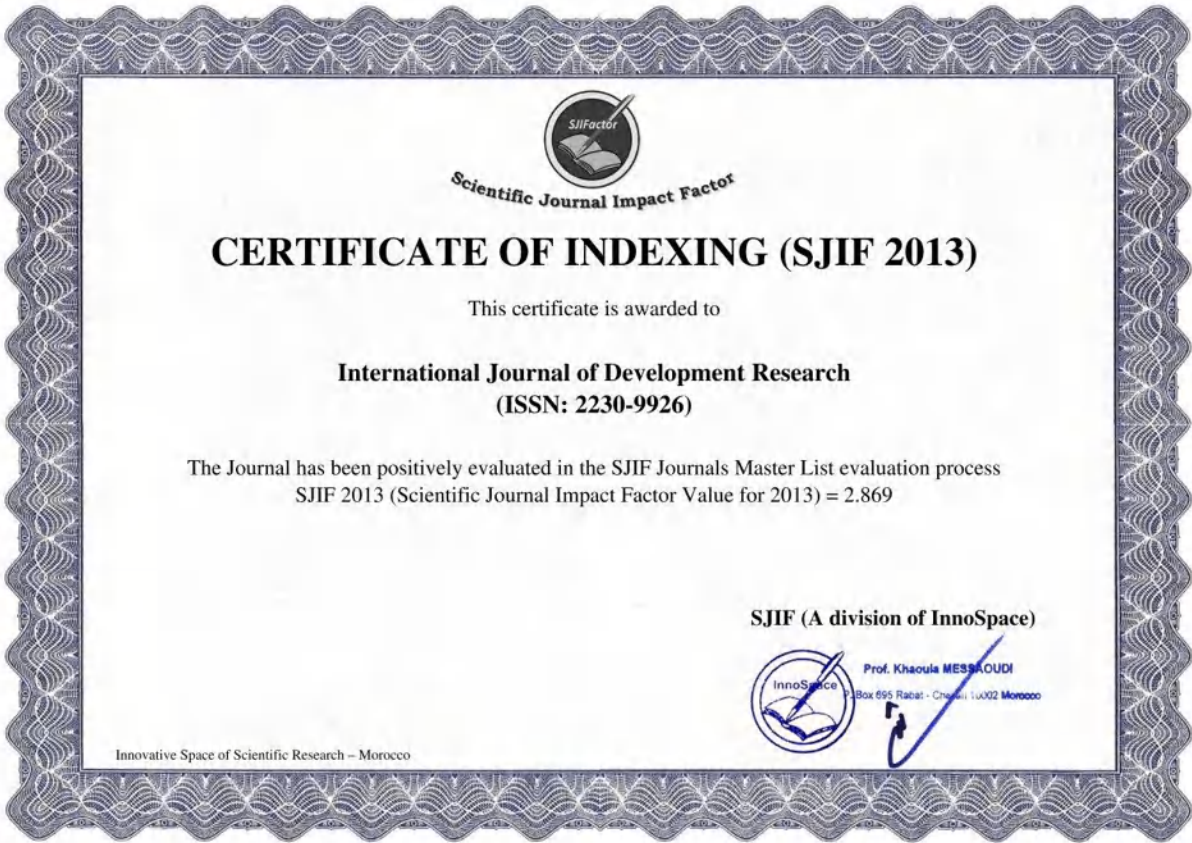 SJIFactor
Scientific Journal Impact Factor
CERTIFICATE OF INDEXING (SJIF 2013)
This certificate is awarded to
International Journal of Development Research
(ISSN: 2230-9926)
The Journal has been positively evaluated in the SJIF Journals Master List evaluation process
SJIF 2013 (Scientific Journal Impact Factor Value for 2013) = 2.869
SJIF (A division of InnoSpace)
InnoSpace
Prof. Khaoula MESSAOUDI
Box 695 Rabat - 10002 Morocco
Innovative Space of Scientific Research – Morocco